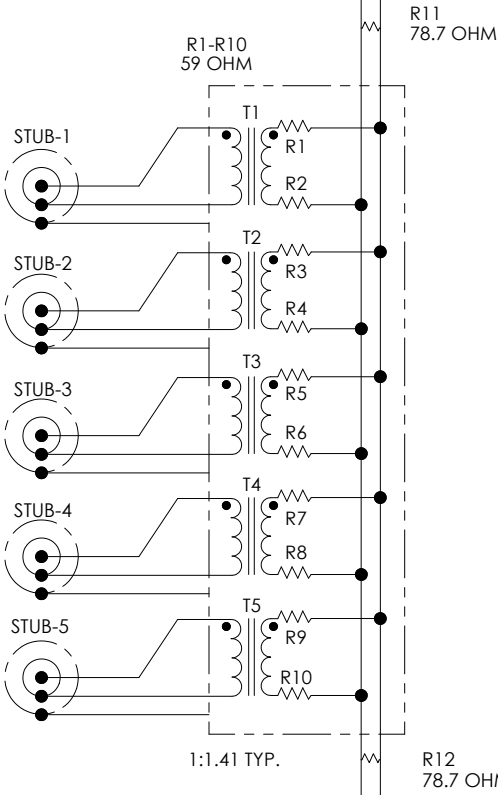 R11
78.7 OHM
R1-R10
59 OHM
T1
STUB-1
R1
R2
T2
STUB-2
R3
R4
T3
STUB-3
R5
R6
T4
STUB-4
R7
R8
T5
STUB-5
R9
R10
1:1.41 TYP.
R12
78.7 OHM